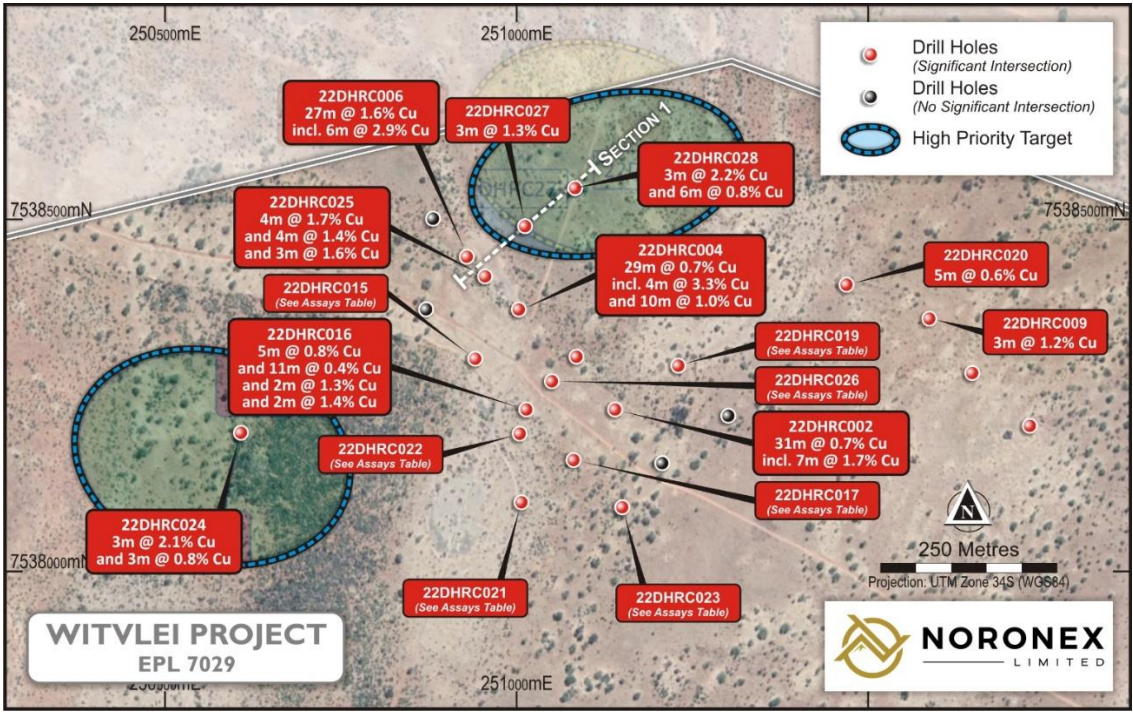 250500mE
251000mE
Drill Holes
(Significant Intersection)
Drill Holes
(No Significant Intersection)
High Priority Target
22DHRC006
27m @ 1.6% Cu
incl. 6m @ 2.9% Cu
22DHRC027
3m @ 1.3% Cu
SECTION 1
22DHRC028
3m @ 2.2% Cu
and 6m @ 0.8% Cu
7538500mN
7538500mN
22DHRC025
4m @ 1.7% Cu
and 4m @ 1.4% Cu
and 3m @ 1.6% Cu
22DHRC004
29m @ 0.7% Cu
incl. 4m @ 3.3% Cu
and 10m @ 1.0% Cu
22DHRC020
5m @ 0.6% Cu
22DHRC015
(See Assays Table)
22DHRC009
3m @ 1.2% Cu
22DHRC016
5m @ 0.8% Cu
and 11m @ 0.4% Cu
and 2m @ 1.3% Cu
and 2m @ 1.4% Cu
22DHRC019
(See Assays Table)
22DHRC026
(See Assays Table)
22DHRC002
31m @ 0.7% Cu
incl. 7m @ 1.7% Cu
22DHRC022
(See Assays Table)
22DHRC017
(See Assays Table)
22DHRC024
3m @ 2.1% Cu
and 3m @ 0.8% Cu
N
250 Metres
Projection: UTM Zone 34S (WGS84)
7538000mN
22DHRC021
(See Assays Table)
22DHRC023
(See Assays Table)
WITVLEI PROJECT
EPL 7029
251000mE
NORONEX
LIMITED